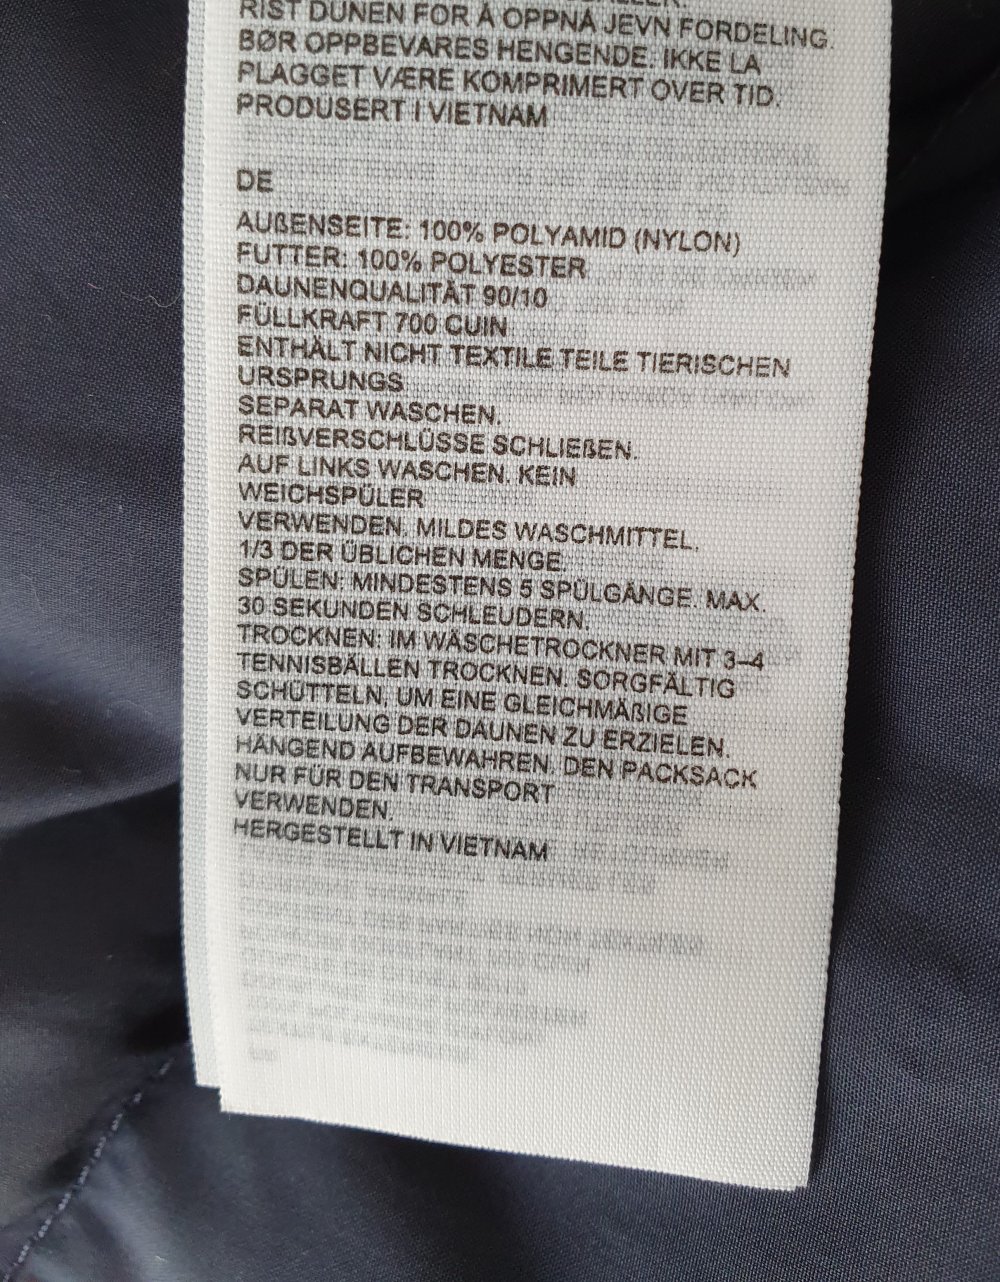 RIST DUNEN FOR Å OPPNÅ JEVN FORDELING.
BØR OPPBEVARES HENGENDE. IKKE LA
PLAGGET VÆRE KOMPRIMERT OVER TID.
PRODUSERT I VIETNAM
DE
AUßENSEITE: 100% POLYAMID (NYLON)
FUTTER: 100% POLYESTER
DAUNENQUALITÄT 90/10
FÜLLKRAFT 700 CUIN
ENTHÄLT NICHT TEXTILE TEILE TIERISCHEN
URSPRUNGS
SEPARAT WASCHEN.
REIßVERSCHLÜSSE SCHLIEßEN.
AUF LINKS WASCHEN. KEIN
WEICHSPÜLER
VERWENDEN. MILDES WASCHMITTEL.
1/3 DER ÜBLICHEN MENGE.
SPÜLEN: MINDESTENS 5 SPÜLGÄNGE. MAX.
30 SEKUNDEN SCHLEUDERN.
TROCKNEN: IM WÄSCHETROCKNER MIT 3–4
TENNISBÄLLEN TROCKNEN. SORGFÄLTIG
SCHÜTTELN, UM EINE GLEICHMÄßIGE
VERTEILUNG DER DAUNEN ZU ERZIELEN.
HÄNGEND AUFBEWAHREN. DEN PACKSACK
NUR FÜR DEN TRANSPORT
VERWENDEN.
HERGESTELLT IN VIETNAM